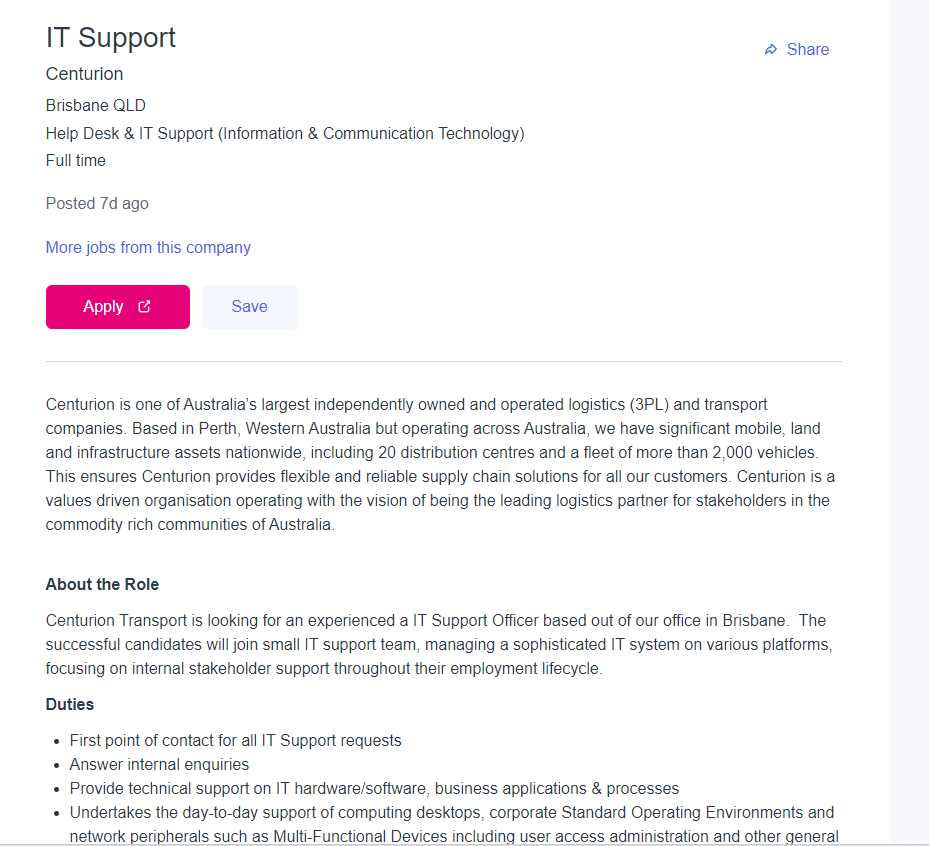 IT Support
Share
Centurion
Brisbane QLD
Help Desk & IT Support (Information & Communication Technology)
Full time
Posted 7d ago
More jobs from this company
Apply
Save
Centurion is one of Australia’s largest independently owned and operated logistics (3PL) and transport
companies. Based in Perth, Western Australia but operating across Australia, we have significant mobile, land
and infrastructure assets nationwide, including 20 distribution centres and a fleet of more than 2,000 vehicles.
This ensures Centurion provides flexible and reliable supply chain solutions for all our customers. Centurion is a
values driven organisation operating with the vision of being the leading logistics partner for stakeholders in the
commodity rich communities of Australia.
About the Role
Centurion Transport is looking for an experienced a IT Support Officer based out of our office in Brisbane.  The
successful candidates will join small IT support team, managing a sophisticated IT system on various platforms,
focusing on internal stakeholder support throughout their employment lifecycle.
Duties
• First point of contact for all IT Support requests
• Answer internal enquiries
• Provide technical support on IT hardware/software, business applications & processes
• Undertakes the day-to-day support of computing desktops, corporate Standard Operating Environments and
network peripherals such as Multi-Functional Devices including user access administration and other general